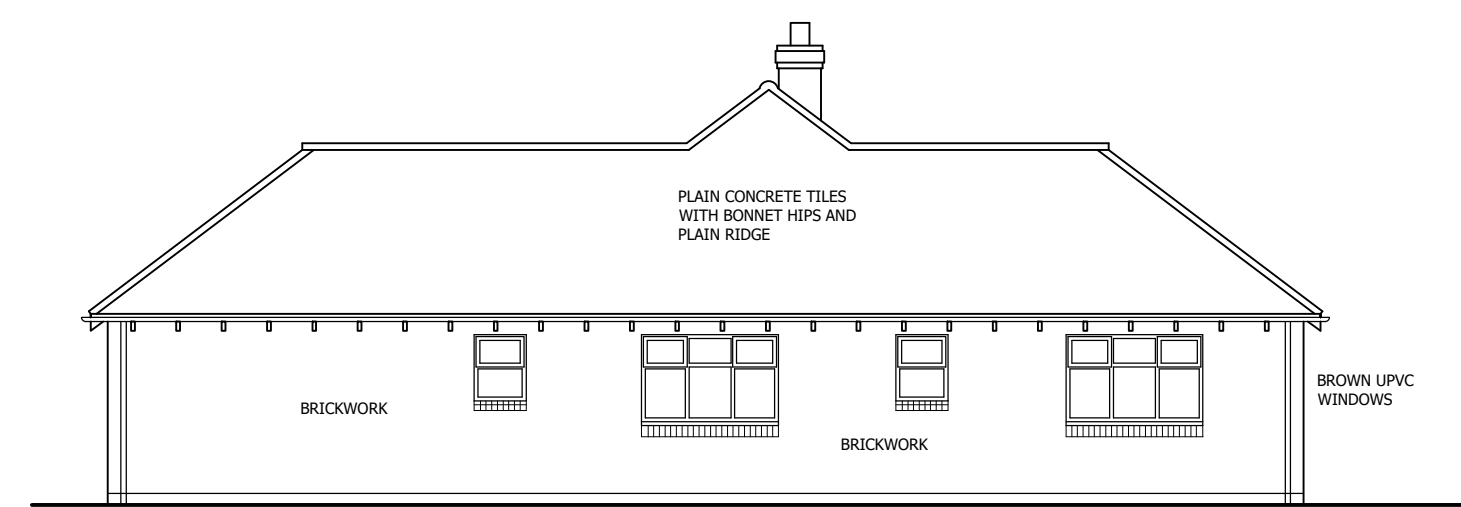 PLAIN CONCRETE TILES
WITH BONNET HIPS AND
PLAIN RIDGE
BROWN UPVC
WINDOWS
BRICKWORK
BRICKWORK